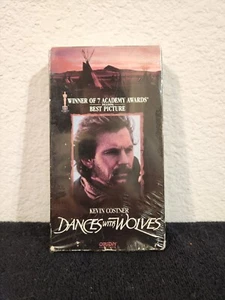 WINNER OF 7 ACADEMY AWARDS
BEST PICTURE
KEVIN COSTNER
DANCES WITH WOLVES